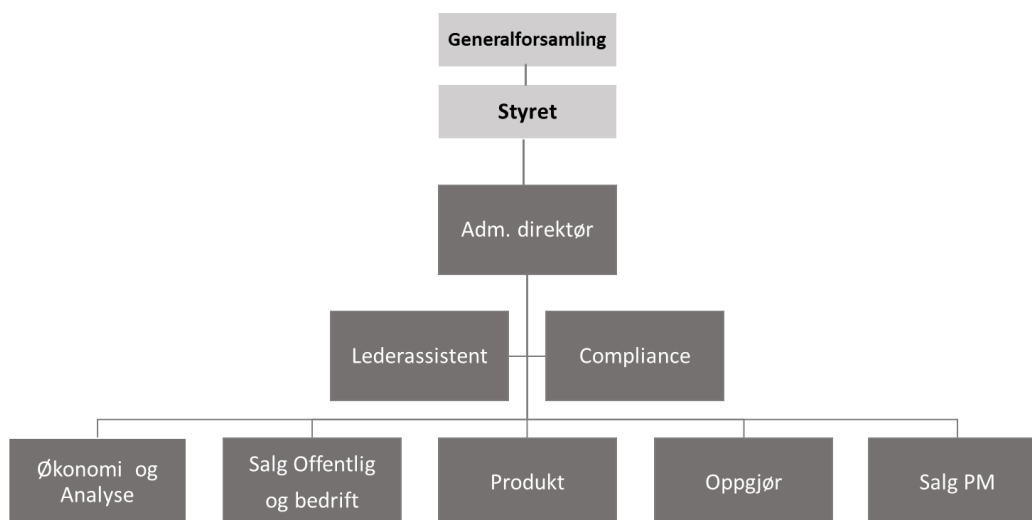 Generalforsamling
Styret
Adm. direktør
Lederassistent
Compliance
Økonomi og
Analyse
Salg Offentlig
og bedrift
Produkt
Oppgjør
Salg PM